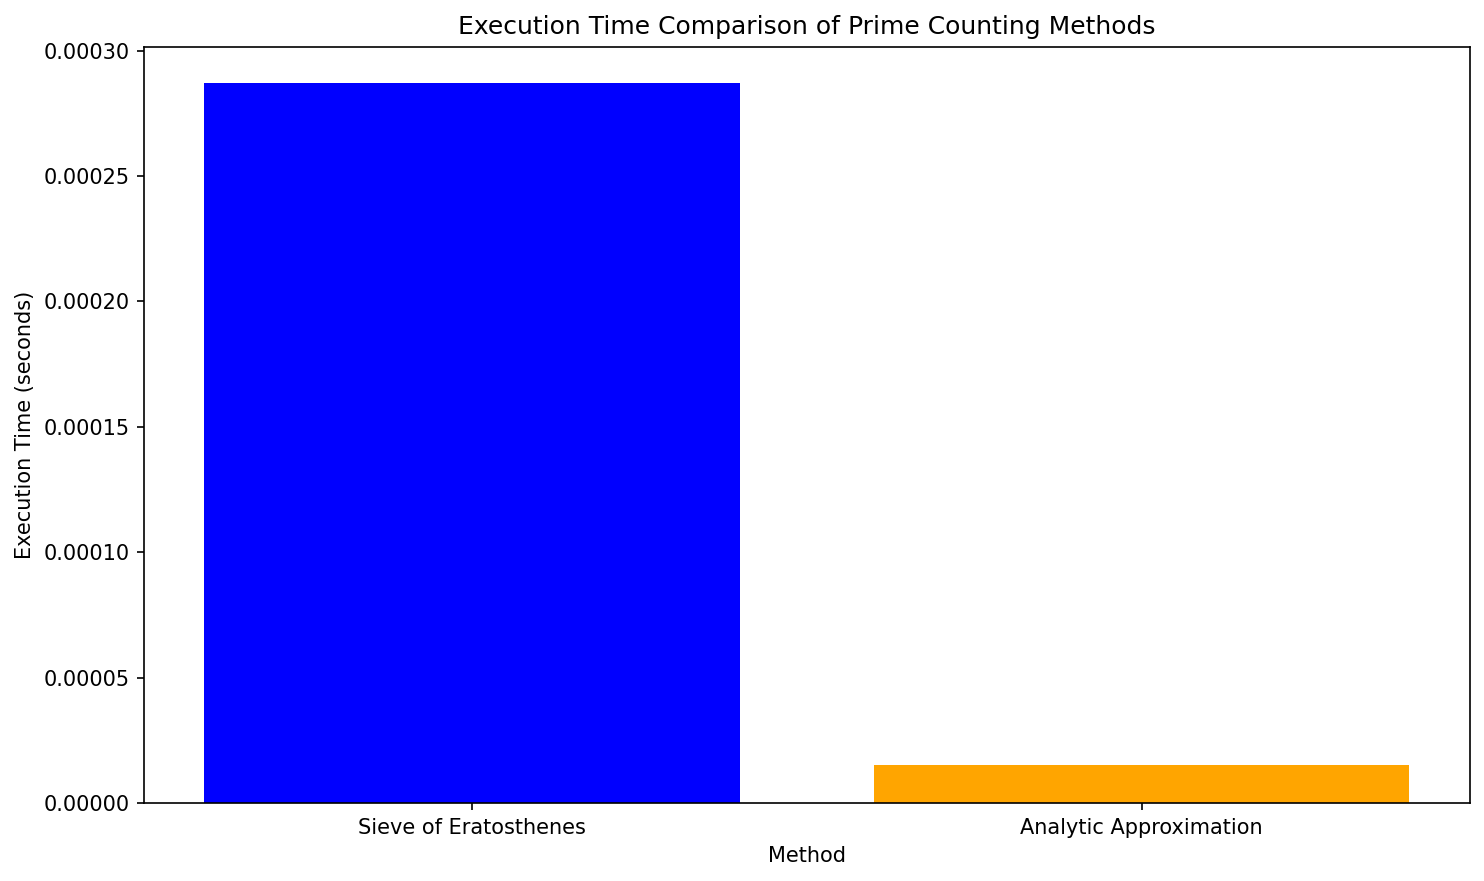 Execution Time Comparison of Prime Counting Methods
0.00030
0.00025
0.00020
0.00015
0.00010
0.00005
0.00000
Execution Time (seconds)
Sieve of Eratosthenes
Analytic Approximation
Method